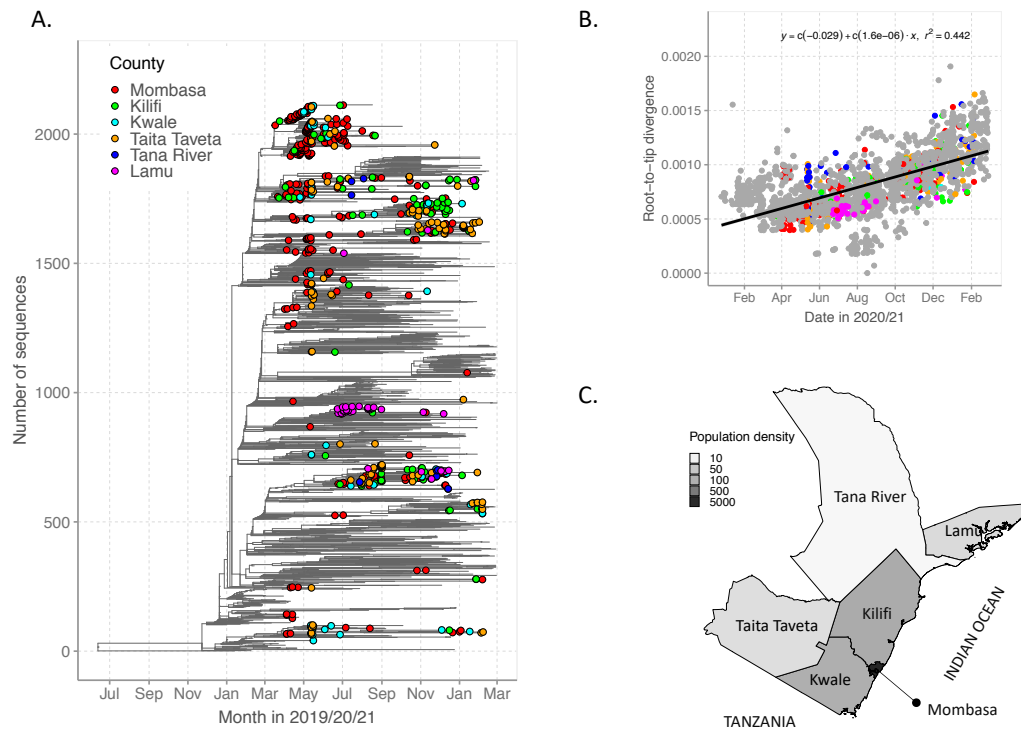 A.
County
Mombasa
Kilifi
Kwale
Taita Taveta
Tana River
Lamu
Number of sequences
2000
1500
1000
500
0
Jul Sep Nov Jan Mar May Jul Sep Nov Jan Mar
Month in 2019/20/21
B.
y = c(−0.029) + c(1.6e−06) · x, r² = 0.442
Root−to−tip divergence
0.0020
0.0015
0.0010
0.0005
0.0000
Feb Apr Jun Aug Oct Dec Feb
Date in 2020/21
C.
Population density
10
50
100
500
5000
Tana River
Lamu
Kilifi
Taita Taveta
Kwale
INDIAN OCEAN
Mombasa
TANZANIA